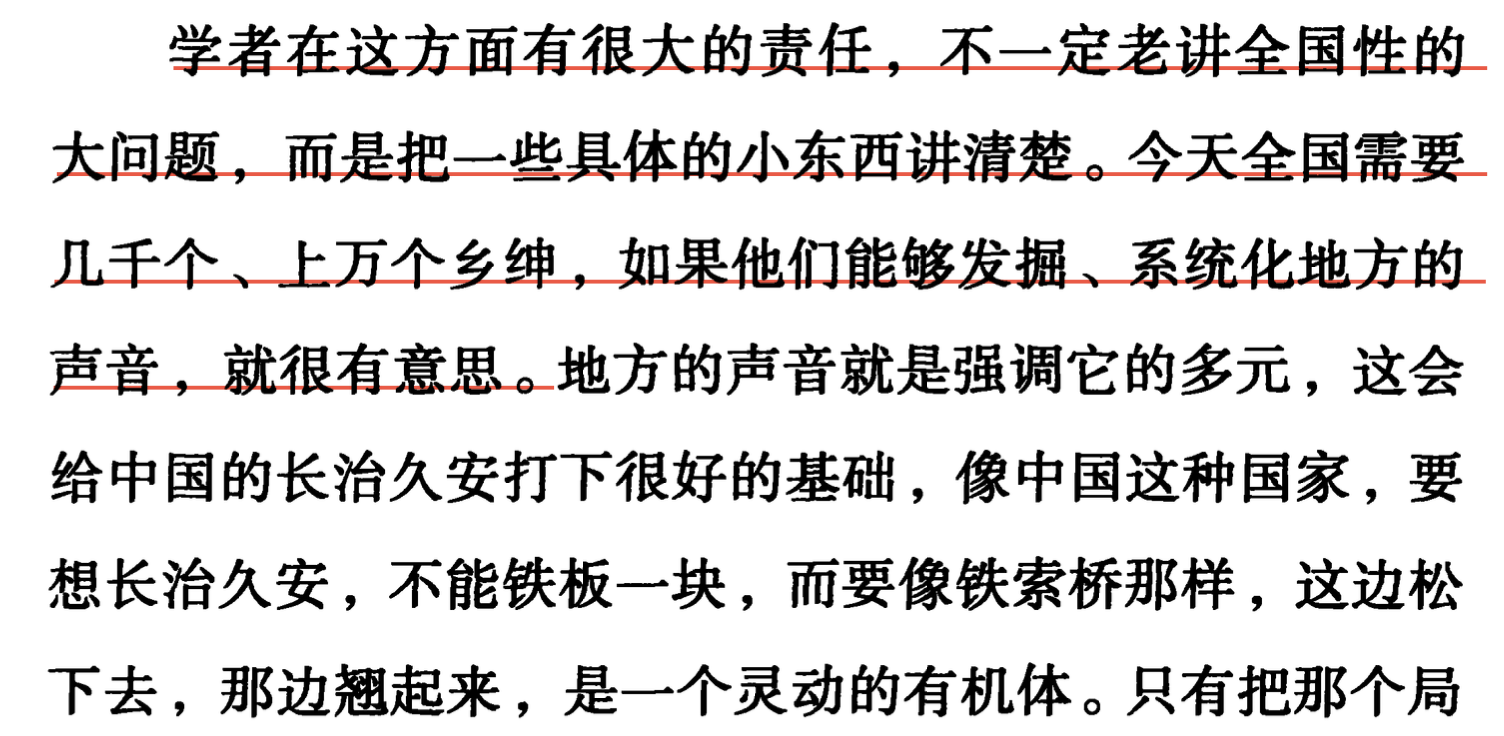 学者在这方面有很大的责任，不一定老讲全国性的
大问题，而是把一些具体的小东西讲清楚。今天全国需要
几千个、上万个乡绅，如果他们能够发掘、系统化地方的
声音，就很有意思。地方的声音就是强调它的多元，这会
给中国的长治久安打下很好的基础，像中国这种国家，要
想长治久安，不能铁板一块，而要像铁索桥那样，这边松
下去，那边翘起来，是一个灵动的有机体。只有把那个局